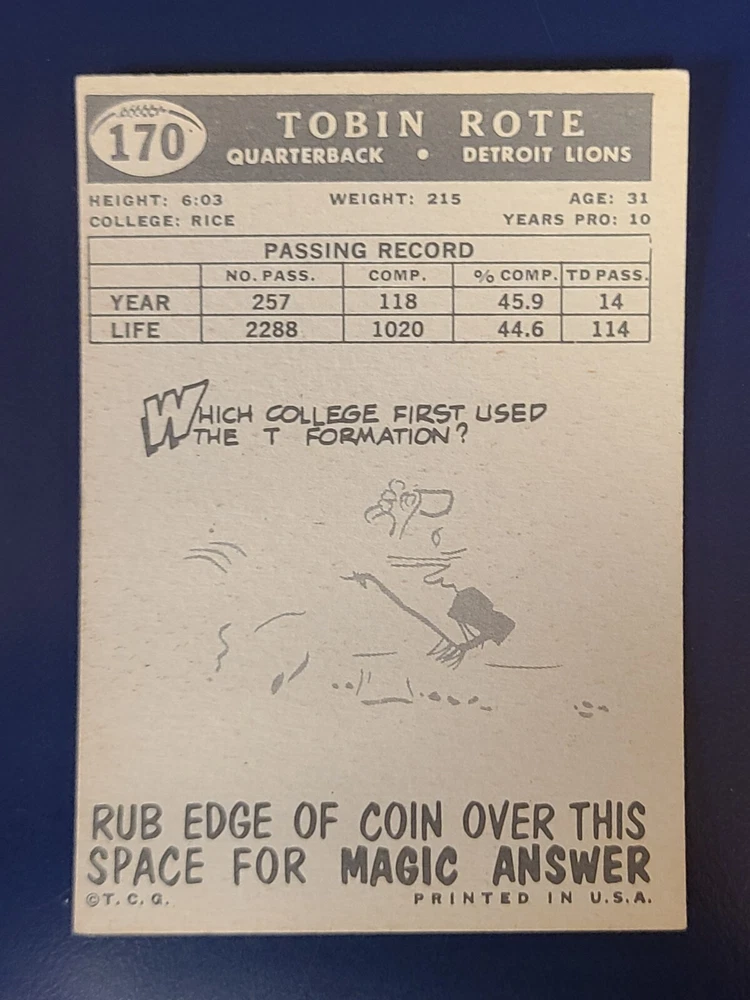 170
TOBIN ROTE
QUARTERBACK • DETROIT LIONS
HEIGHT: 6:03 WEIGHT: 215 AGE: 31
COLLEGE: RICE YEARS PRO: 10
PASSING RECORD
NO. PASS. COMP. % COMP. TD PASS.
YEAR 257 118 45.9 14
LIFE 2288 1020 44.6 114
WHICH COLLEGE FIRST USED
THE T FORMATION?
RUB EDGE OF COIN OVER THIS
SPACE FOR MAGIC ANSWER
©T.C.G. PRINTED IN U.S.A.